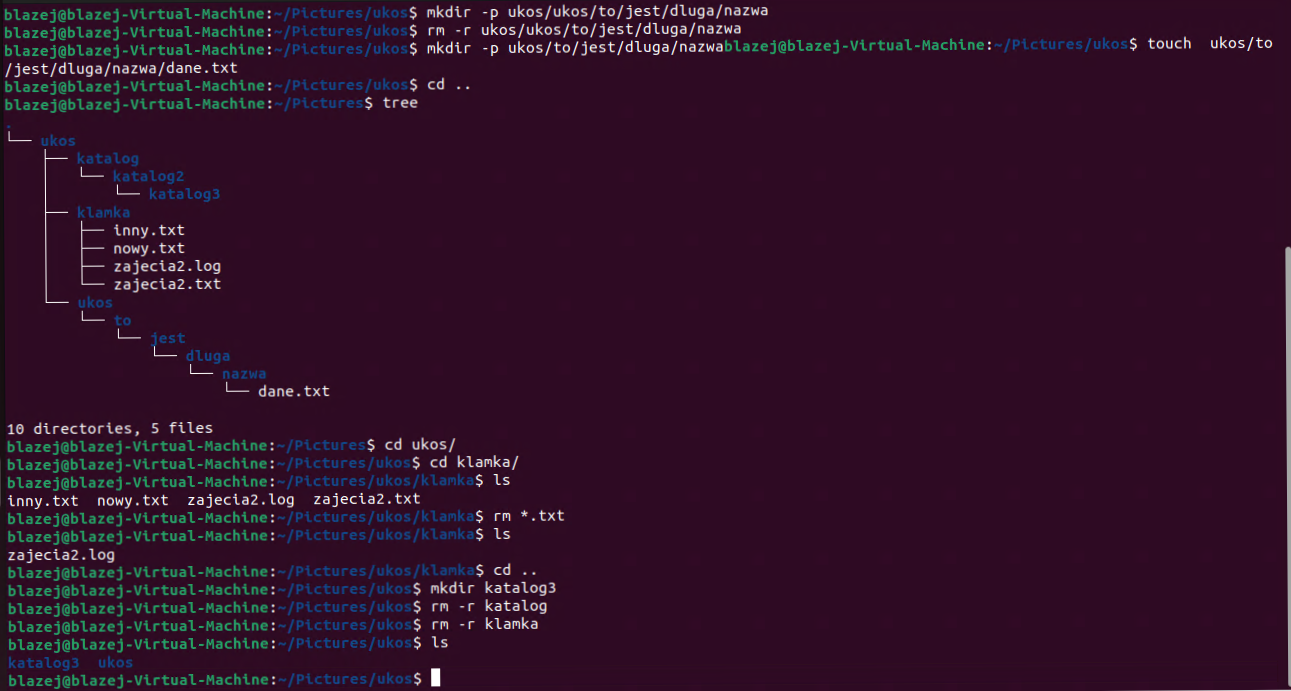 blazej@blazej-Virtual-Machine:~/Pictures/ukos$ mkdir -p ukos/ukos/to/jest/dluga/nazwa
blazej@blazej-Virtual-Machine:~/Pictures/ukos$ rm -r ukos/ukos/to/jest/dluga/nazwa
blazej@blazej-Virtual-Machine:~/Pictures/ukos$ mkdir -p ukos/to/jest/dluga/nazwablazej@blazej-Virtual-Machine:~/Pictures/ukos$ touch  ukos/to
/jest/dluga/nazwa/dane.txt
blazej@blazej-Virtual-Machine:~/Pictures/ukos$ cd ..
blazej@blazej-Virtual-Machine:~/Pictures$ tree
.
└── ukos
    ├── katalog
    │   └── katalog2
    │       └── katalog3
    ├── klamka
    │   ├── inny.txt
    │   ├── nowy.txt
    │   ├── zajecia2.log
    │   └── zajecia2.txt
    └── ukos
        └── to
            └── jest
                └── dluga
                    └── nazwa
                        └── dane.txt
10 directories, 5 files
blazej@blazej-Virtual-Machine:~/Pictures$ cd ukos/
blazej@blazej-Virtual-Machine:~/Pictures/ukos$ cd klamka/
blazej@blazej-Virtual-Machine:~/Pictures/ukos/klamka$ ls
inny.txt  nowy.txt  zajecia2.log  zajecia2.txt
blazej@blazej-Virtual-Machine:~/Pictures/ukos/klamka$ rm *.txt
blazej@blazej-Virtual-Machine:~/Pictures/ukos/klamka$ ls
zajecia2.log
blazej@blazej-Virtual-Machine:~/Pictures/ukos/klamka$ cd ..
blazej@blazej-Virtual-Machine:~/Pictures/ukos$ mkdir katalog3
blazej@blazej-Virtual-Machine:~/Pictures/ukos$ rm -r katalog
blazej@blazej-Virtual-Machine:~/Pictures/ukos$ rm -r klamka
blazej@blazej-Virtual-Machine:~/Pictures/ukos$ ls
katalog3  ukos
blazej@blazej-Virtual-Machine:~/Pictures/ukos$